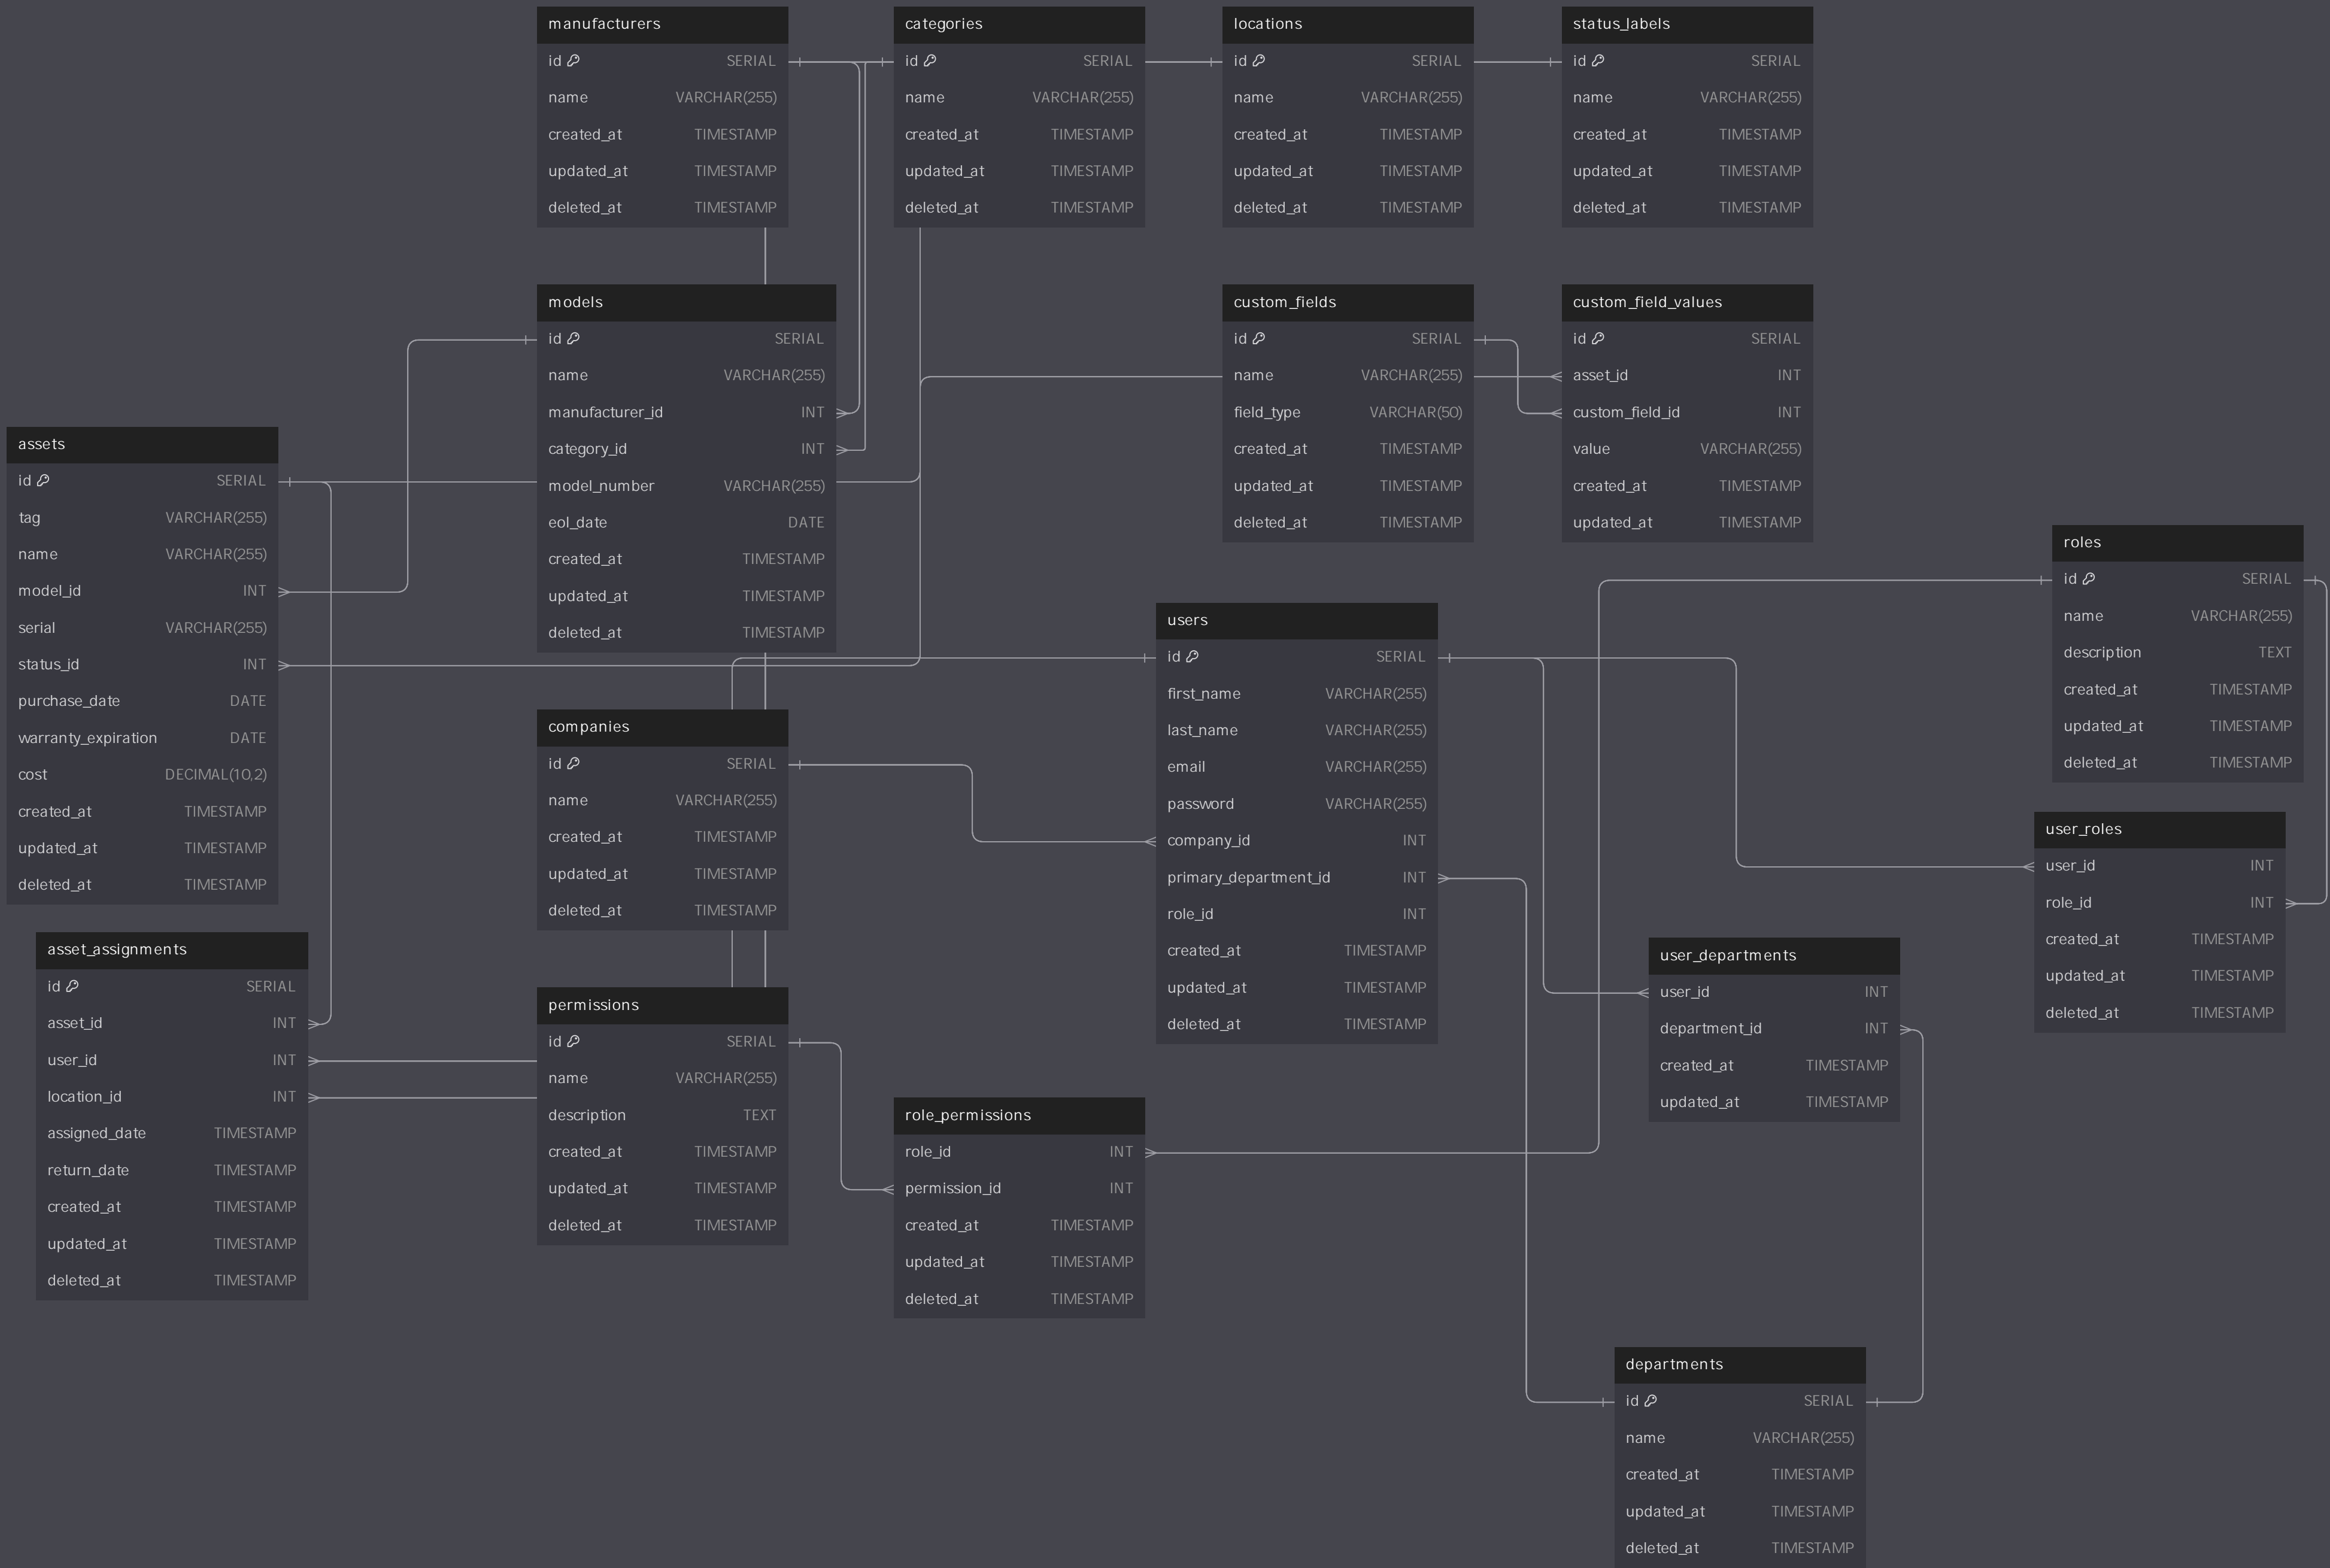 manufacturers
id SERIAL
name VARCHAR(255)
created_at TIMESTAMP
updated_at TIMESTAMP
deleted_at TIMESTAMP
categories
id SERIAL
name VARCHAR(255)
created_at TIMESTAMP
updated_at TIMESTAMP
deleted_at TIMESTAMP
locations
id SERIAL
name VARCHAR(255)
created_at TIMESTAMP
updated_at TIMESTAMP
deleted_at TIMESTAMP
status_labels
id SERIAL
name VARCHAR(255)
created_at TIMESTAMP
updated_at TIMESTAMP
deleted_at TIMESTAMP
models
id SERIAL
name VARCHAR(255)
manufacturer_id INT
category_id INT
model_number VARCHAR(255)
eol_date DATE
created_at TIMESTAMP
updated_at TIMESTAMP
deleted_at TIMESTAMP
custom_fields
id SERIAL
name VARCHAR(255)
field_type VARCHAR(50)
created_at TIMESTAMP
updated_at TIMESTAMP
deleted_at TIMESTAMP
custom_field_values
id SERIAL
asset_id INT
custom_field_id INT
value VARCHAR(255)
created_at TIMESTAMP
updated_at TIMESTAMP
assets
id SERIAL
tag VARCHAR(255)
name VARCHAR(255)
model_id INT
serial VARCHAR(255)
status_id INT
purchase_date DATE
warranty_expiration DATE
cost DECIMAL(10,2)
created_at TIMESTAMP
updated_at TIMESTAMP
deleted_at TIMESTAMP
roles
id SERIAL
name VARCHAR(255)
description TEXT
created_at TIMESTAMP
updated_at TIMESTAMP
deleted_at TIMESTAMP
users
id SERIAL
first_name VARCHAR(255)
last_name VARCHAR(255)
email VARCHAR(255)
password VARCHAR(255)
company_id INT
primary_department_id INT
role_id INT
created_at TIMESTAMP
updated_at TIMESTAMP
deleted_at TIMESTAMP
companies
id SERIAL
name VARCHAR(255)
created_at TIMESTAMP
updated_at TIMESTAMP
deleted_at TIMESTAMP
user_roles
user_id INT
role_id INT
created_at TIMESTAMP
updated_at TIMESTAMP
deleted_at TIMESTAMP
asset_assignments
id SERIAL
asset_id INT
user_id INT
location_id INT
assigned_date TIMESTAMP
return_date TIMESTAMP
created_at TIMESTAMP
updated_at TIMESTAMP
deleted_at TIMESTAMP
user_departments
user_id INT
department_id INT
created_at TIMESTAMP
updated_at TIMESTAMP
permissions
id SERIAL
name VARCHAR(255)
description TEXT
created_at TIMESTAMP
updated_at TIMESTAMP
deleted_at TIMESTAMP
role_permissions
role_id INT
permission_id INT
created_at TIMESTAMP
updated_at TIMESTAMP
deleted_at TIMESTAMP
departments
id SERIAL
name VARCHAR(255)
created_at TIMESTAMP
updated_at TIMESTAMP
deleted_at TIMESTAMP